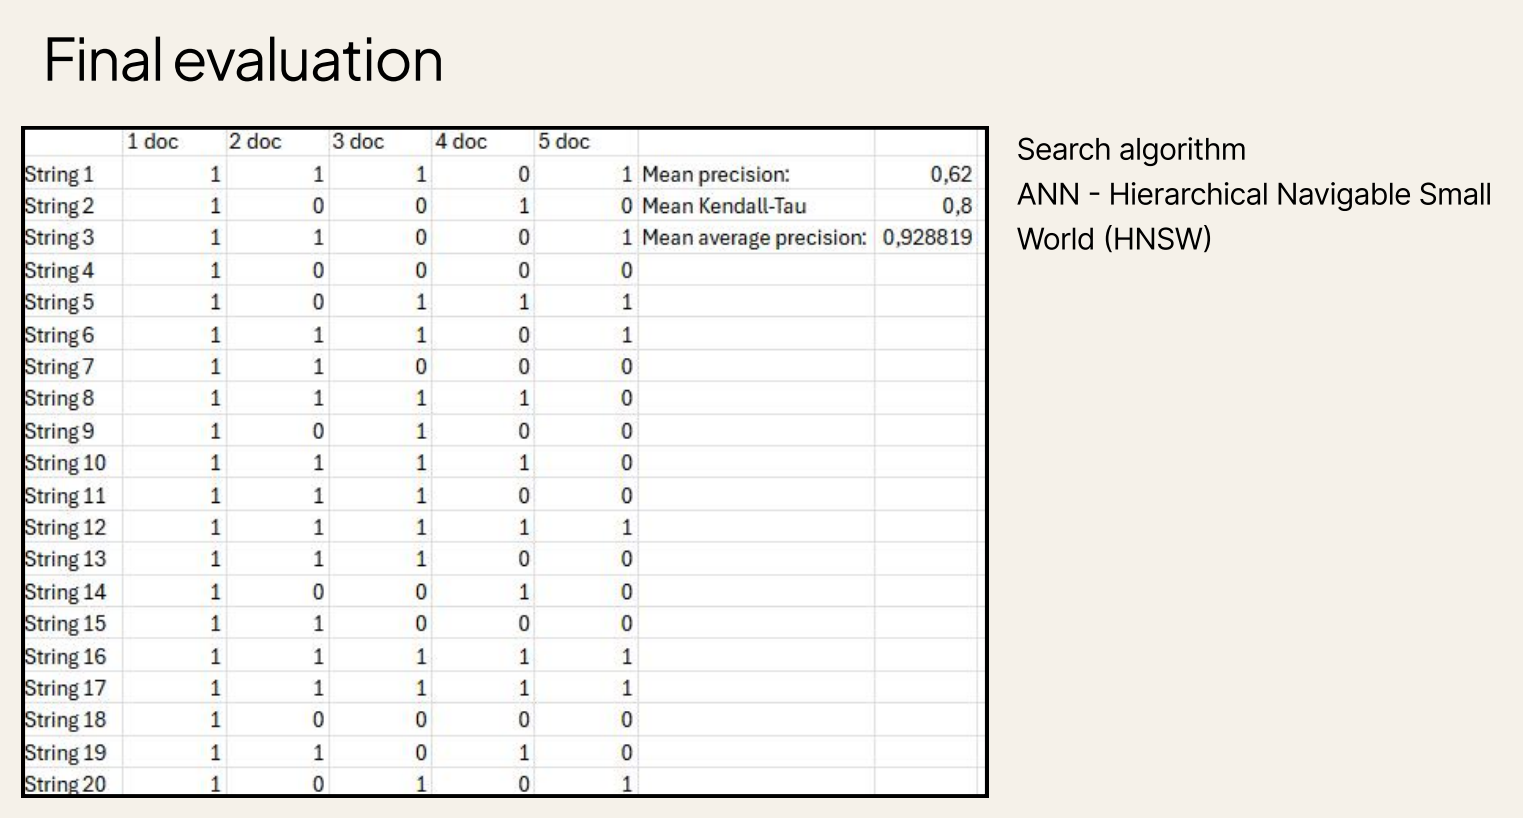 Final evaluation
1 doc 2 doc 3 doc 4 doc 5 doc
String 1 1 1 1 0 1 Mean precision: 0,62
String 2 1 0 0 1 0 Mean Kendall-Tau 0,8
String 3 1 1 0 0 1 Mean average precision: 0,928819
String 4 1 0 0 0 0
String 5 1 0 1 1 1
String 6 1 1 1 0 1
String 7 1 1 0 0 0
String 8 1 1 1 1 0
String 9 1 0 1 0 0
String 10 1 1 1 1 0
String 11 1 1 1 0 0
String 12 1 1 1 1 1
String 13 1 1 1 0 0
String 14 1 0 0 1 0
String 15 1 1 0 0 0
String 16 1 1 1 1 1
String 17 1 1 1 1 1
String 18 1 0 0 0 0
String 19 1 1 0 1 0
String 20 1 0 1 0 1
Search algorithm
ANN - Hierarchical Navigable Small
World (HNSW)